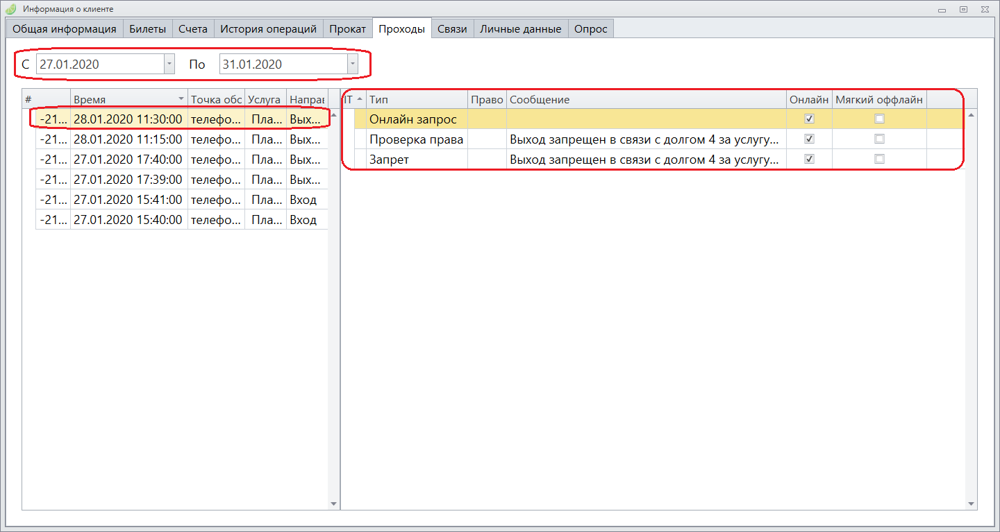 Информация о клиенте
Общая информация Билеты Счета История операций Прокат Проходы Связи Личные данные Опрос
С 27.01.2020 По 31.01.2020
# Время Точка обс Услуга Направ IT Тип Право Сообщение Онлайн Мягкий оффлайн
-21... 28.01.2020 11:30:00 телефо... Пла... Вых... Онлайн запрос
-21... 28.01.2020 11:15:00 телефо... Пла... Вых... Проверка права Выход запрещен в связи с долгом 4 за услугу...
-21... 27.01.2020 17:40:00 телефо... Пла... Вых... Запрет Выход запрещен в связи с долгом 4 за услугу...
-21... 27.01.2020 17:39:00 телефо... Пла... Вых...
-21... 27.01.2020 15:41:00 телефо... Пла... Вход
-21... 27.01.2020 15:40:00 телефо... Пла... Вход